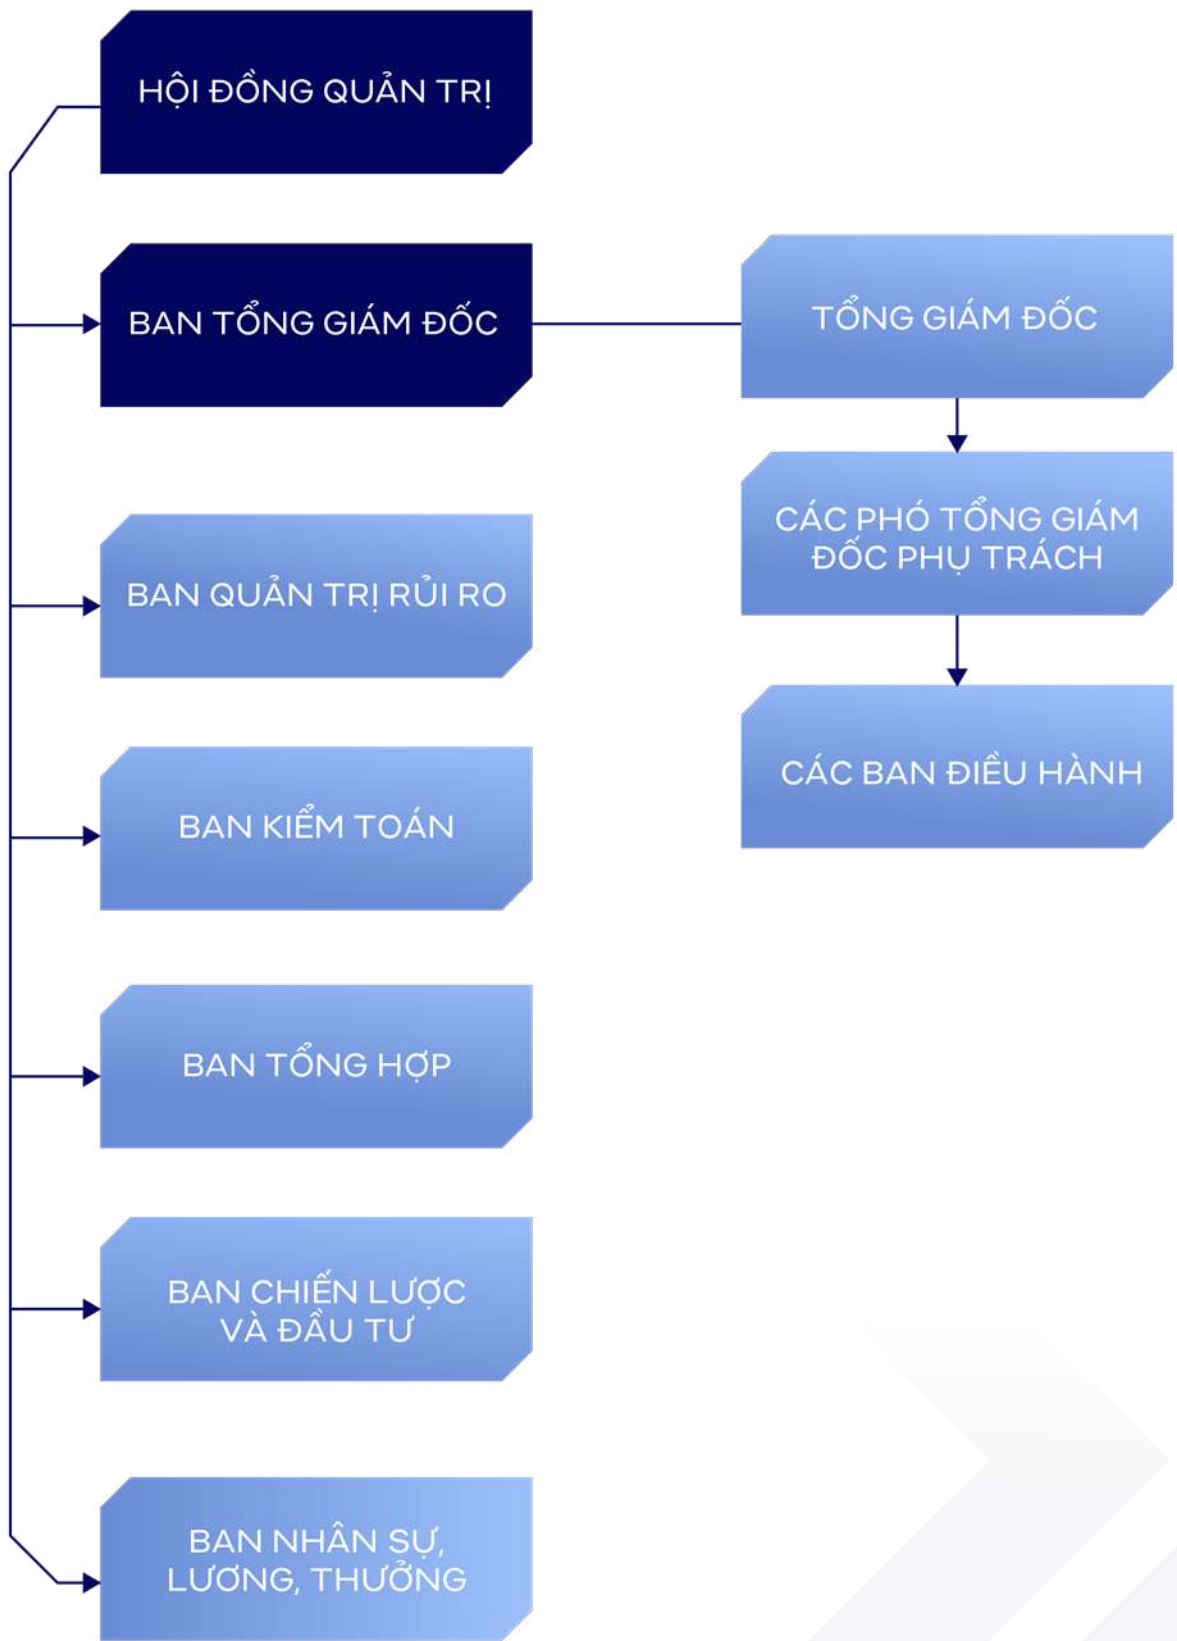 HỘI ĐỒNG QUẢN TRỊ
BAN TỔNG GIÁM ĐỐC
TỔNG GIÁM ĐỐC
CÁC PHÓ TỔNG GIÁM
ĐỐC PHỤ TRÁCH
CÁC BAN ĐIỀU HÀNH
BAN QUẢN TRỊ RỦI RO
BAN KIỂM TOÁN
BAN TỔNG HỢP
BAN CHIẾN LƯỢC
VÀ ĐẦU TƯ
BAN NHÂN SỰ,
LƯƠNG, THƯỞNG